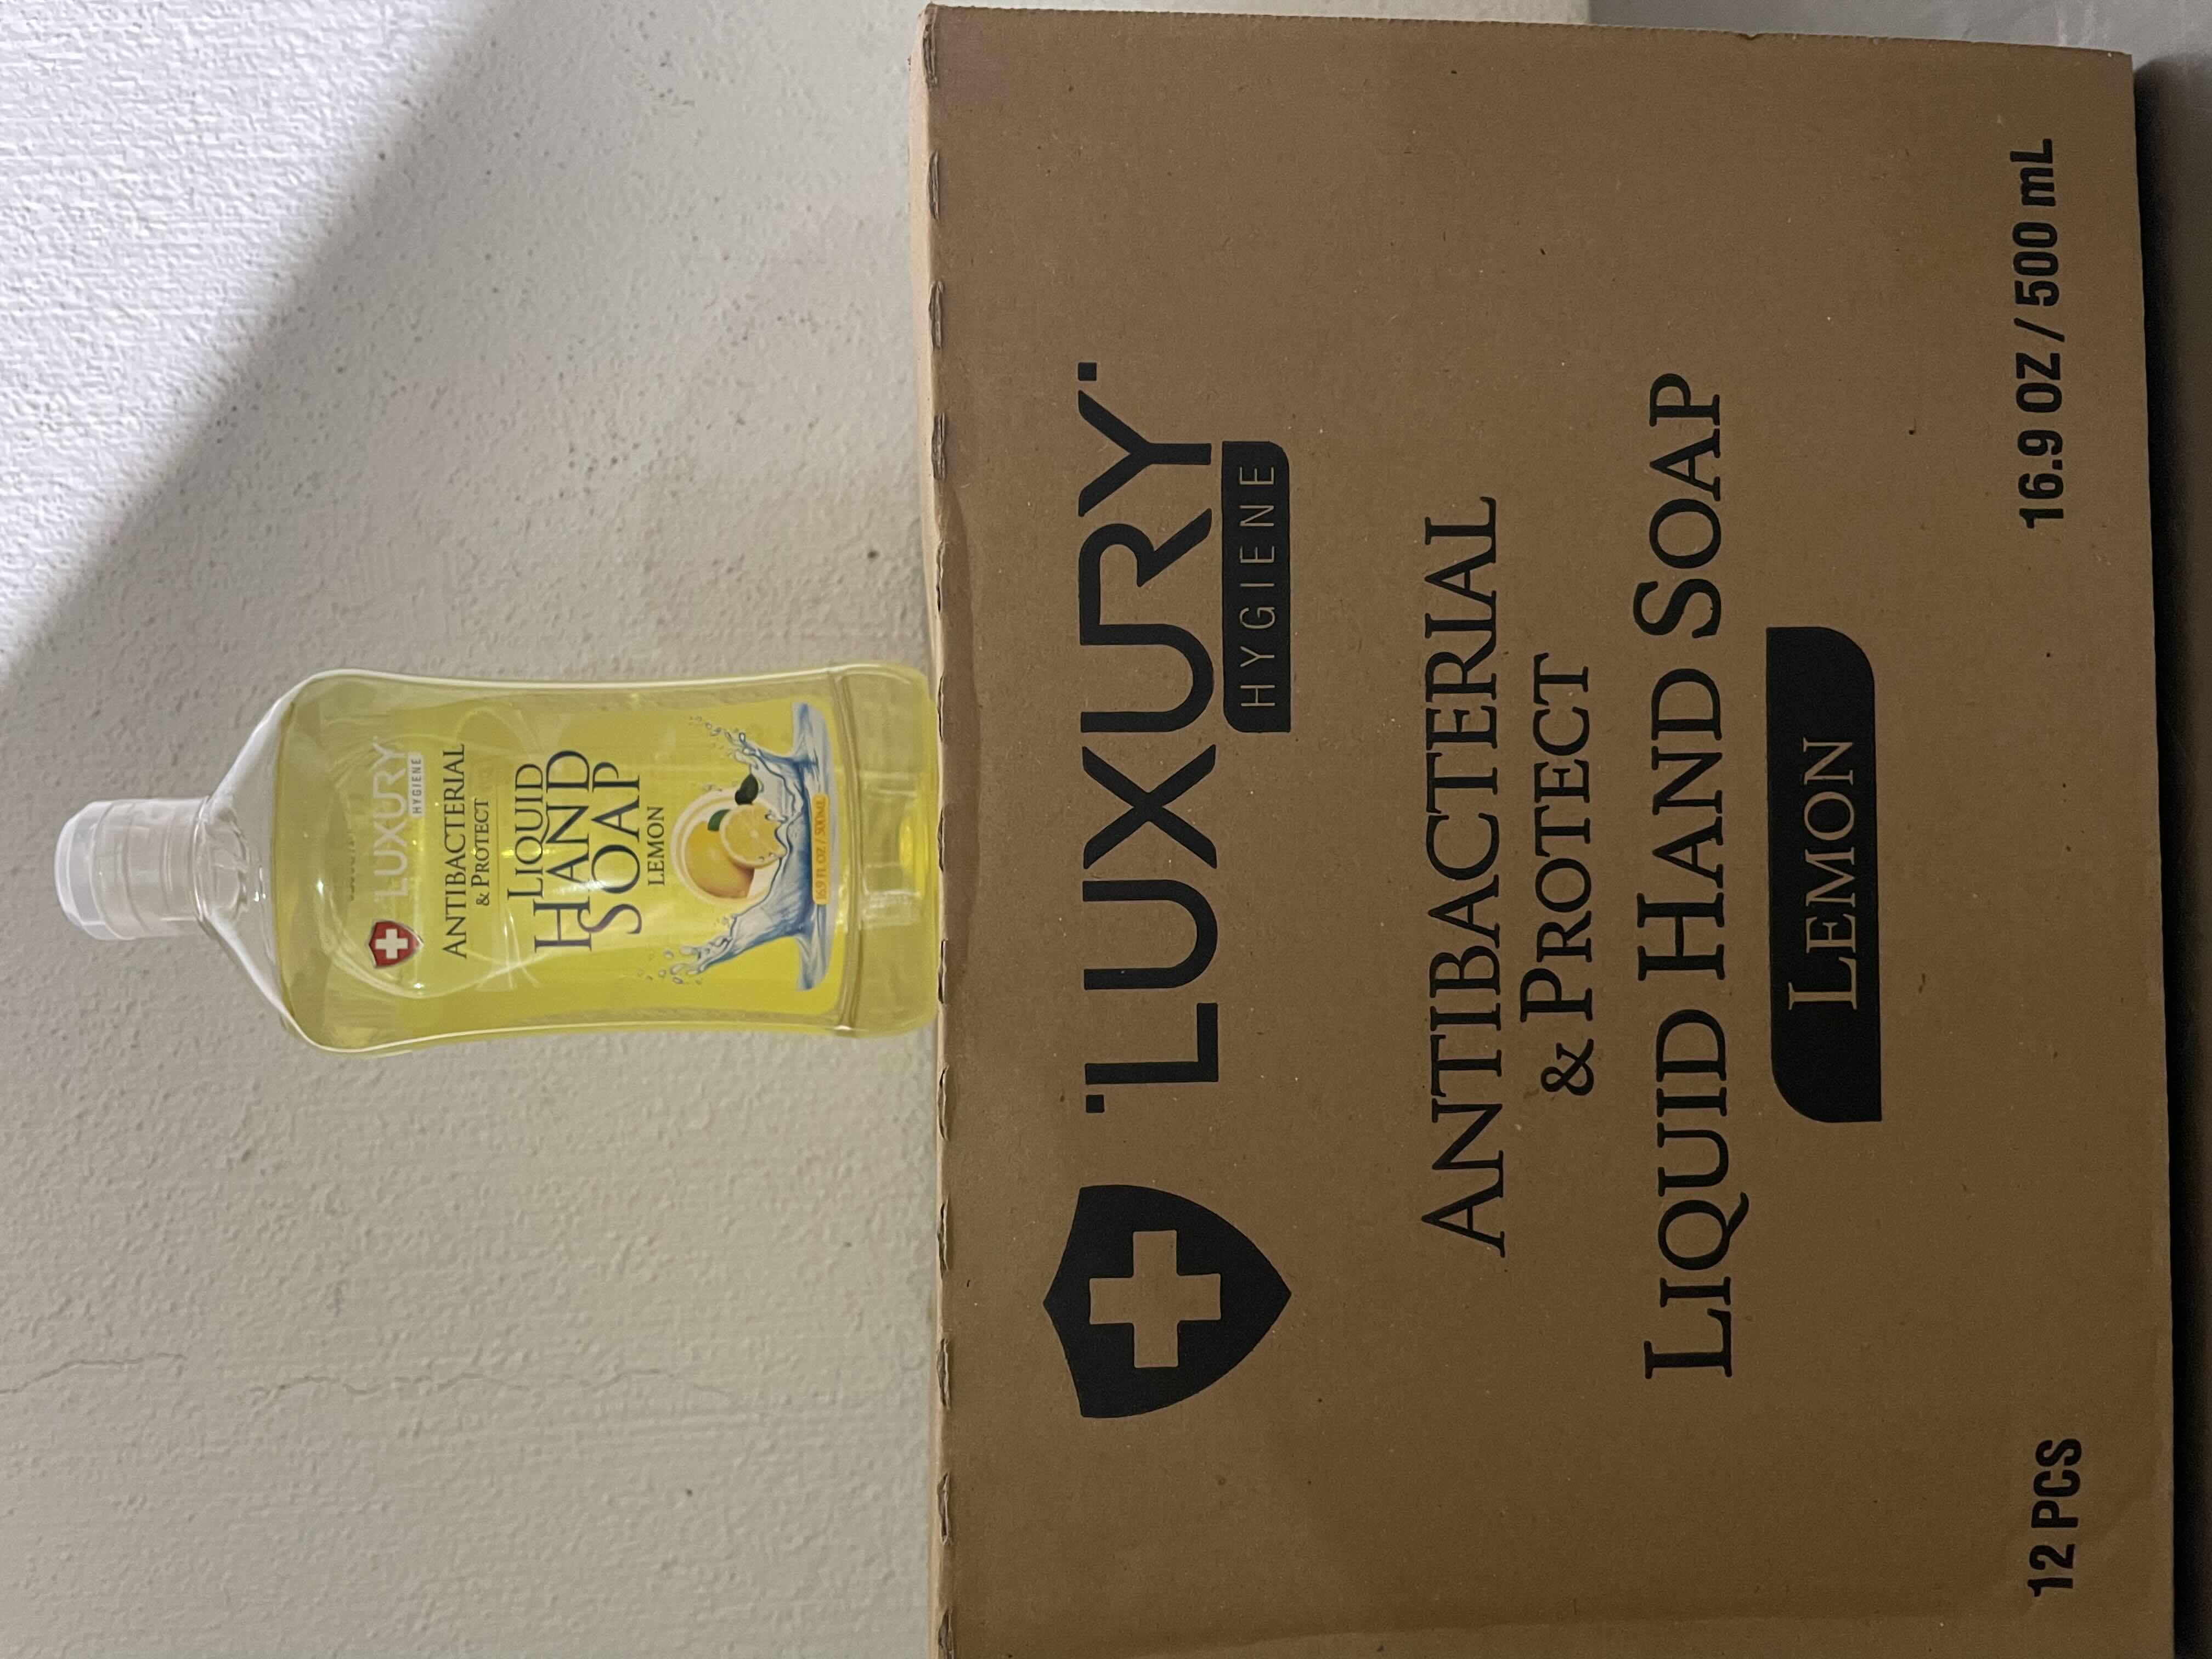 LUXURY
HYGIENE
ANTIBACTERIAL
& PROTECT
LIQUID
HAND
SOAP
LEMON
16.9 FL OZ / 500ML
LUXURY
HYGIENE
ANTIBACTERIAL
& PROTECT
LIQUID HAND SOAP
LEMON
12 PCS
16.9 OZ / 500 mL